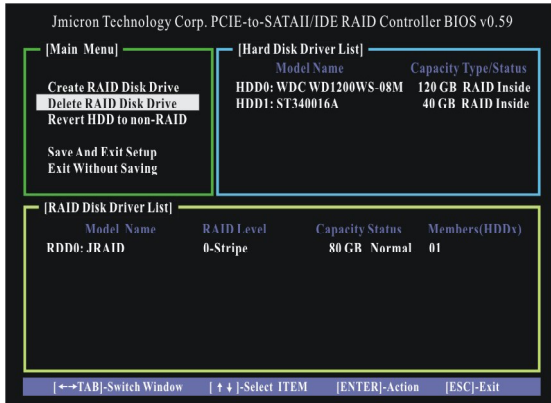 Jmicron Technology Corp. PCIE-to-SATAII/IDE RAID Controller BIOS v0.59
[Main Menu]
Create RAID Disk Drive
Delete RAID Disk Drive
Revert HDD to non-RAID
Save And Exit Setup
Exit Without Saving
[Hard Disk Driver List]
Model Name Capacity Type/Status
HDD0: WDC WD1200WS-08M 120 GB RAID Inside
HDD1: ST340016A 40 GB RAID Inside
[RAID Disk Driver List]
Model Name RAID Level Capacity Status Members(HDDx)
RDD0: JRAID 0-Stripe 80 GB Normal 01
[←→TAB]-Switch Window [↑↓]-Select ITEM [ENTER]-Action [ESC]-Exit